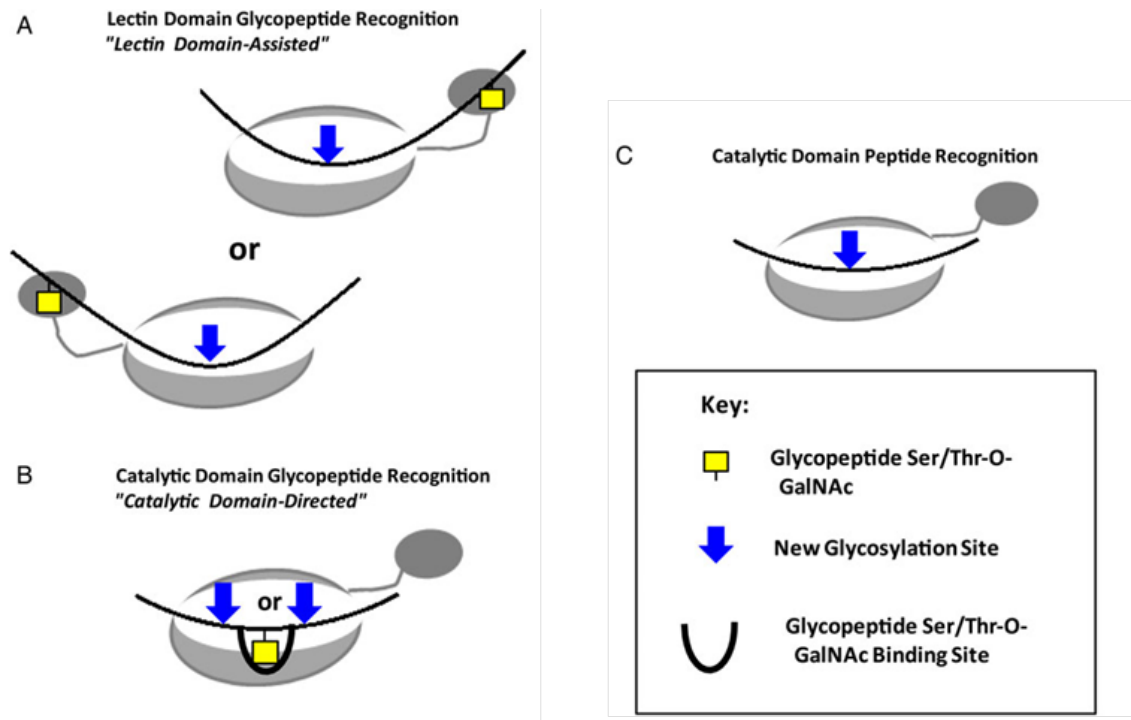 A
Lectin Domain Glycopeptide Recognition
"Lectin Domain-Assisted"
or
B
Catalytic Domain Glycopeptide Recognition
"Catalytic Domain-Directed"
or
C
Catalytic Domain Peptide Recognition
Key:
Glycopeptide Ser/Thr-O-
GalNAc
New Glycosylation Site
Glycopeptide Ser/Thr-O-
GalNAc Binding Site